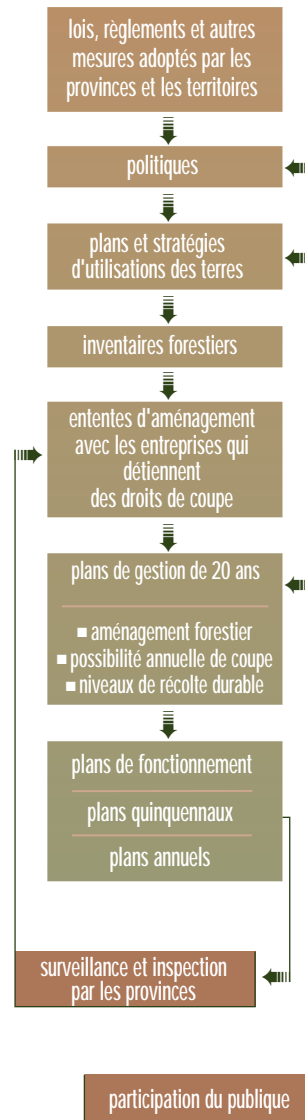 lois, règlements et autres
mesures adoptés par les
provinces et les territoires
politiques
plans et stratégies
d'utilisations des terres
inventaires forestiers
ententes d'aménagement
avec les entreprises qui
détiennent
des droits de coupe
plans de gestion de 20 ans
■ aménagement forestier
■ possibilité annuelle de coupe
■ niveaux de récolte durable
plans de fonctionnement
plans quinquennaux
plans annuels
surveillance et inspection
par les provinces
participation du publique